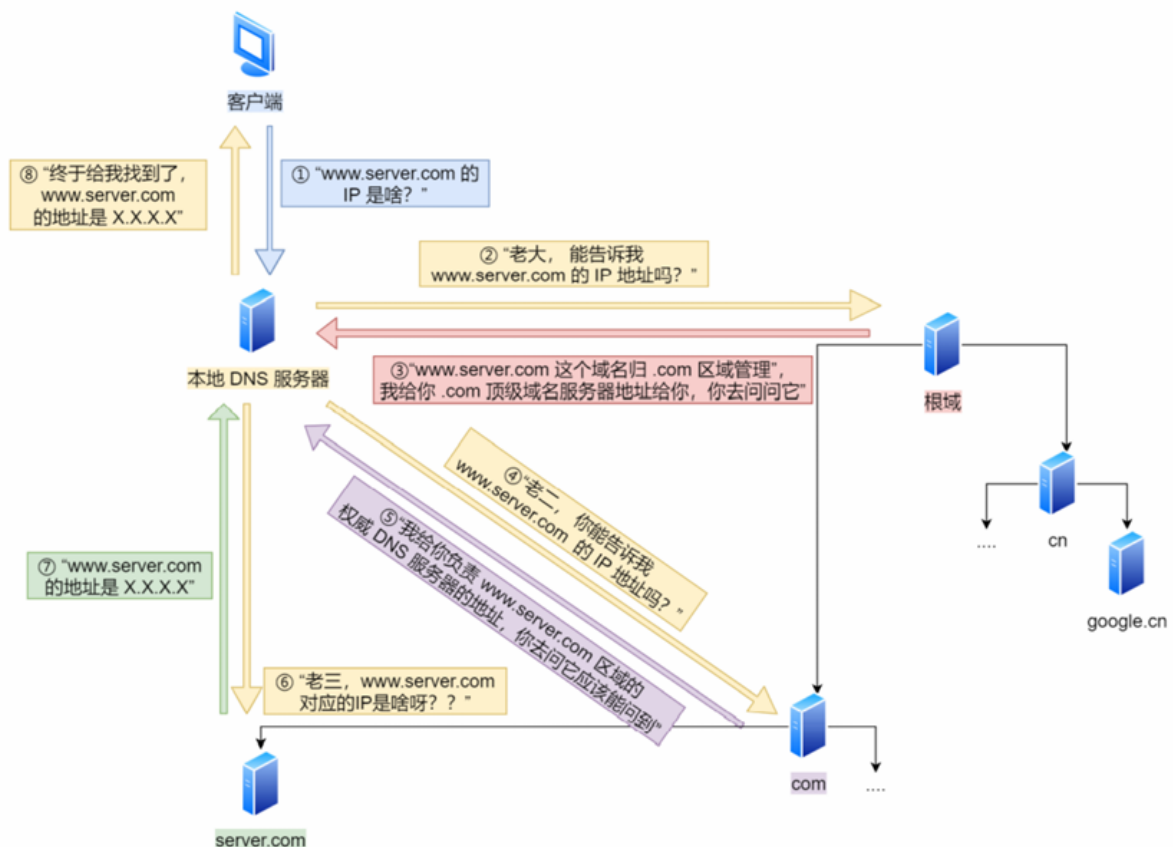 客户端
⑧ “终于给我找到了，
www.server.com
的地址是 X.X.X.X”
① “www.server.com 的
IP 是啥？”
② “老大， 能告诉我
www.server.com 的 IP 地址吗？”
本地 DNS 服务器
③“www.server.com 这个域名归 .com 区域管理”，
我给你 .com 顶级域名服务器地址给你，你去问问它”
根域
④“老二， 你能告诉我
www.server.com 的 IP 地址吗？”
⑤“我给你负责 www.server.com 区域的
权威 DNS 服务器的地址，你去问它应该能问到”
....
cn
google.cn
⑦ “www.server.com
的地址是 X.X.X.X”
⑥ “老三，www.server.com
对应的IP是啥呀？？”
com
....
server.com